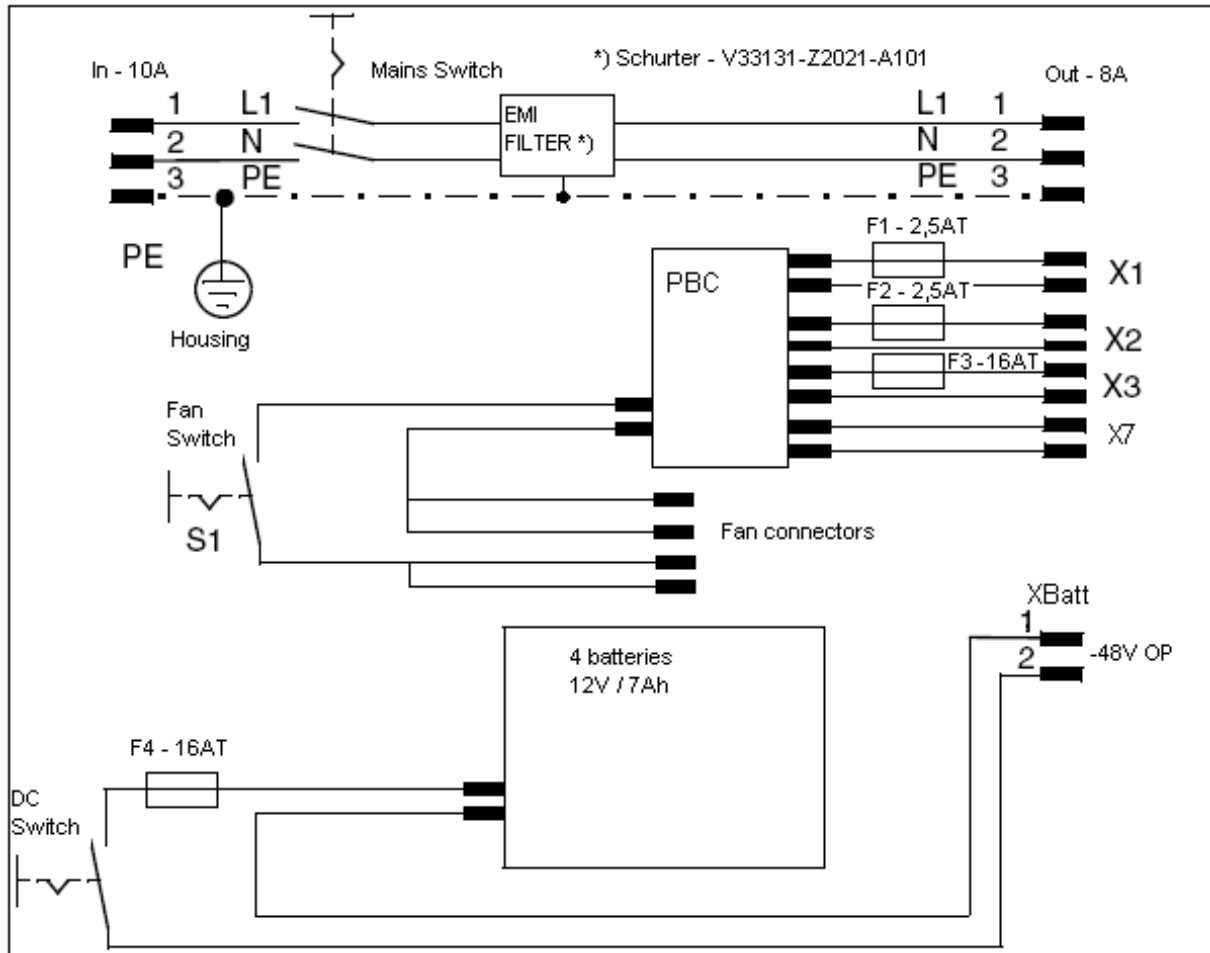 *) Schurter - V33131-Z2021-A101
In - 10A
Mains Switch
Out - 8A
1 L1
EMI
FILTER *)
L1 1
2 N
N 2
3 PE
PE 3
PE
Housing
PBC
F1 - 2,5AT
X1
F2 - 2,5AT
X2
F3 -16AT
X3
X7
Fan
Switch
S1
Fan connectors
XBatt
1
2
-48V OP
4 batteries
12V / 7Ah
F4 - 16AT
DC
Switch